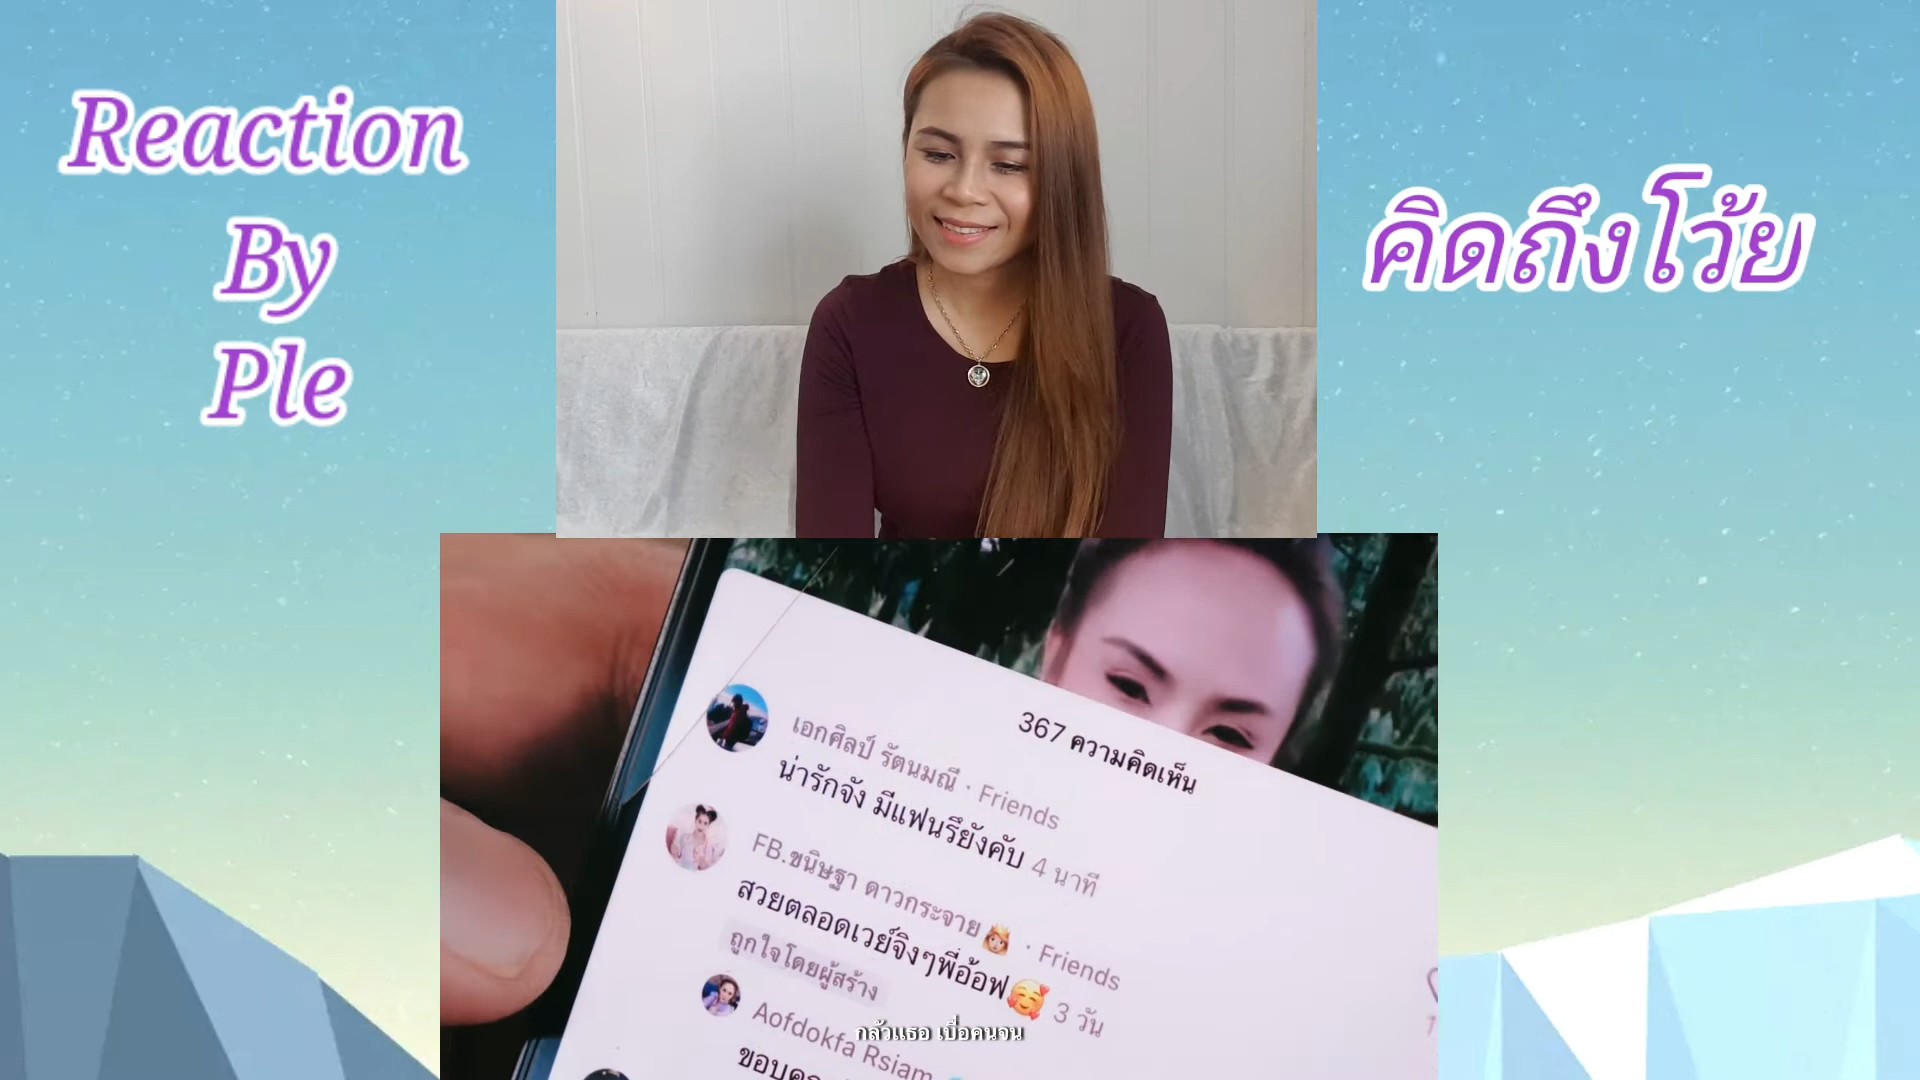 Reaction
By
Ple
คิดถึงโว้ย
367 ความคิดเห็น
เอกศิลป์ รัตนมณี · Friends
น่ารักจัง มีแฟนรึยังคับ 4 นาที
FB.ขนิษฐา ดาวกระจาย👸 · Friends
สวยตลอดเวย์จิงๆพี่อ้อฟ🥰 3 วัน
ถูกใจโดยผู้สร้าง
Aofdokfa Rsiam
กลัวเเธอ เบื่อคนจน